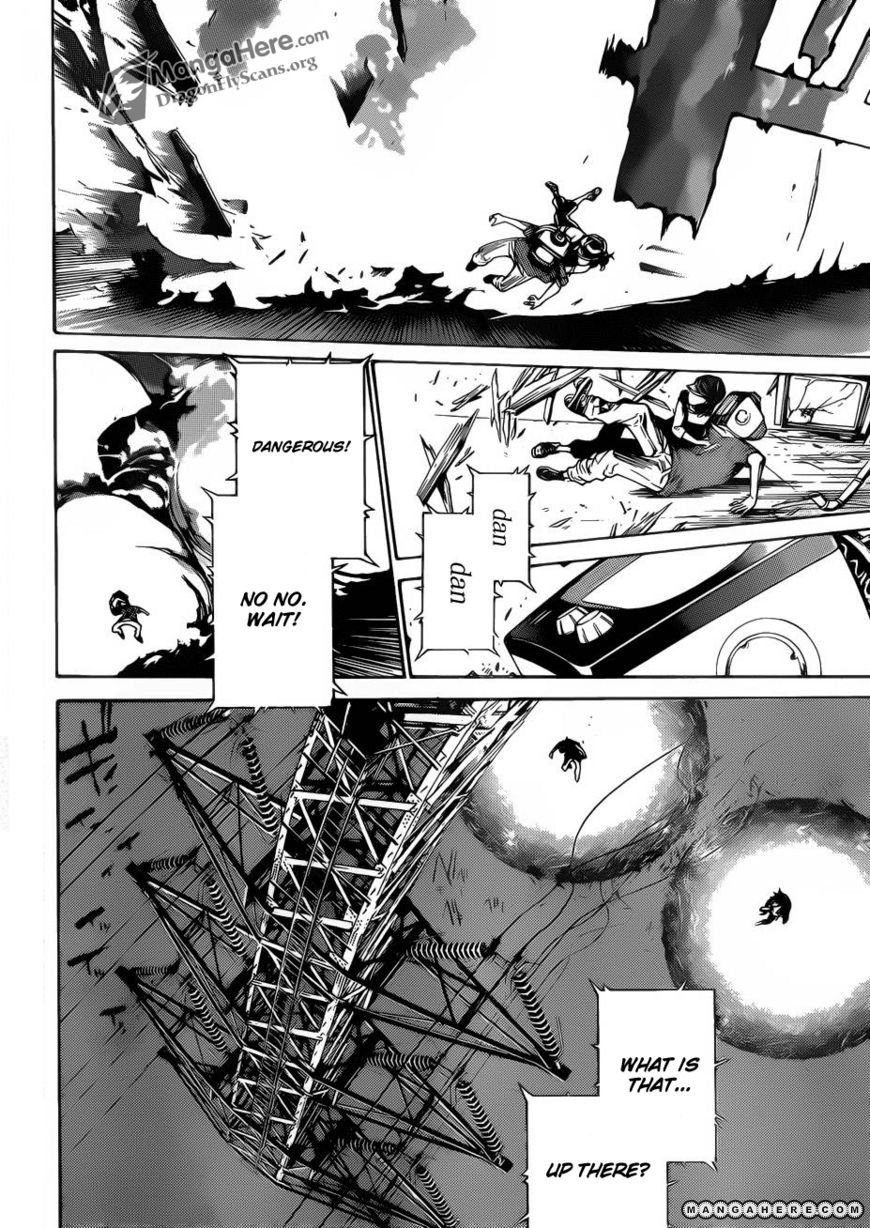 MangaHere.com
DragonFlyScans.org
dan
dan
DANGEROUS!
NO NO.
WAIT!
WHAT IS
THAT...
UP THERE?
MANGAHERE.COM